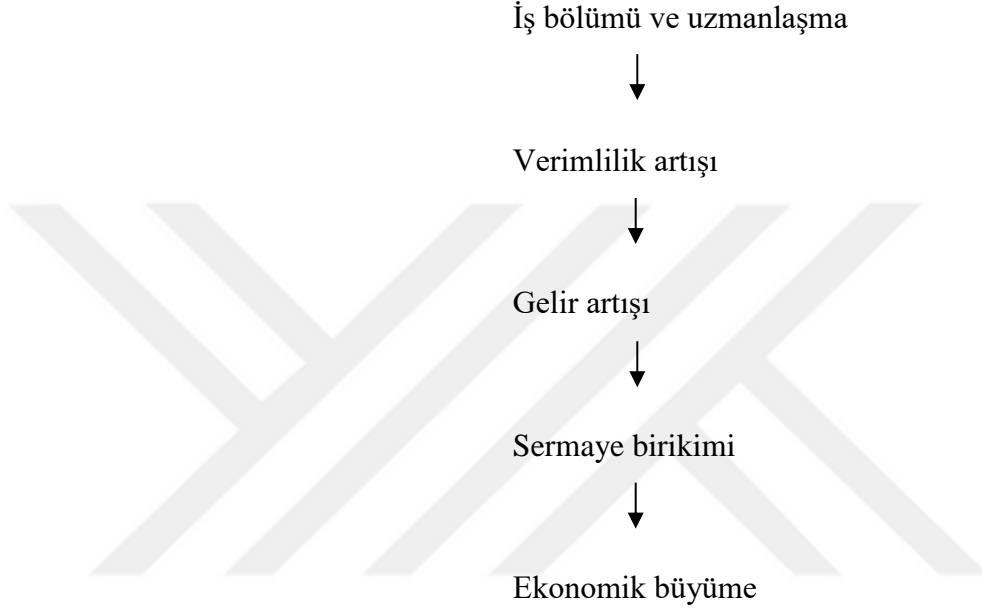 İş bölümü ve uzmanlaşma
Verimlilik artışı
Gelir artışı
Sermaye birikimi
Ekonomik büyüme